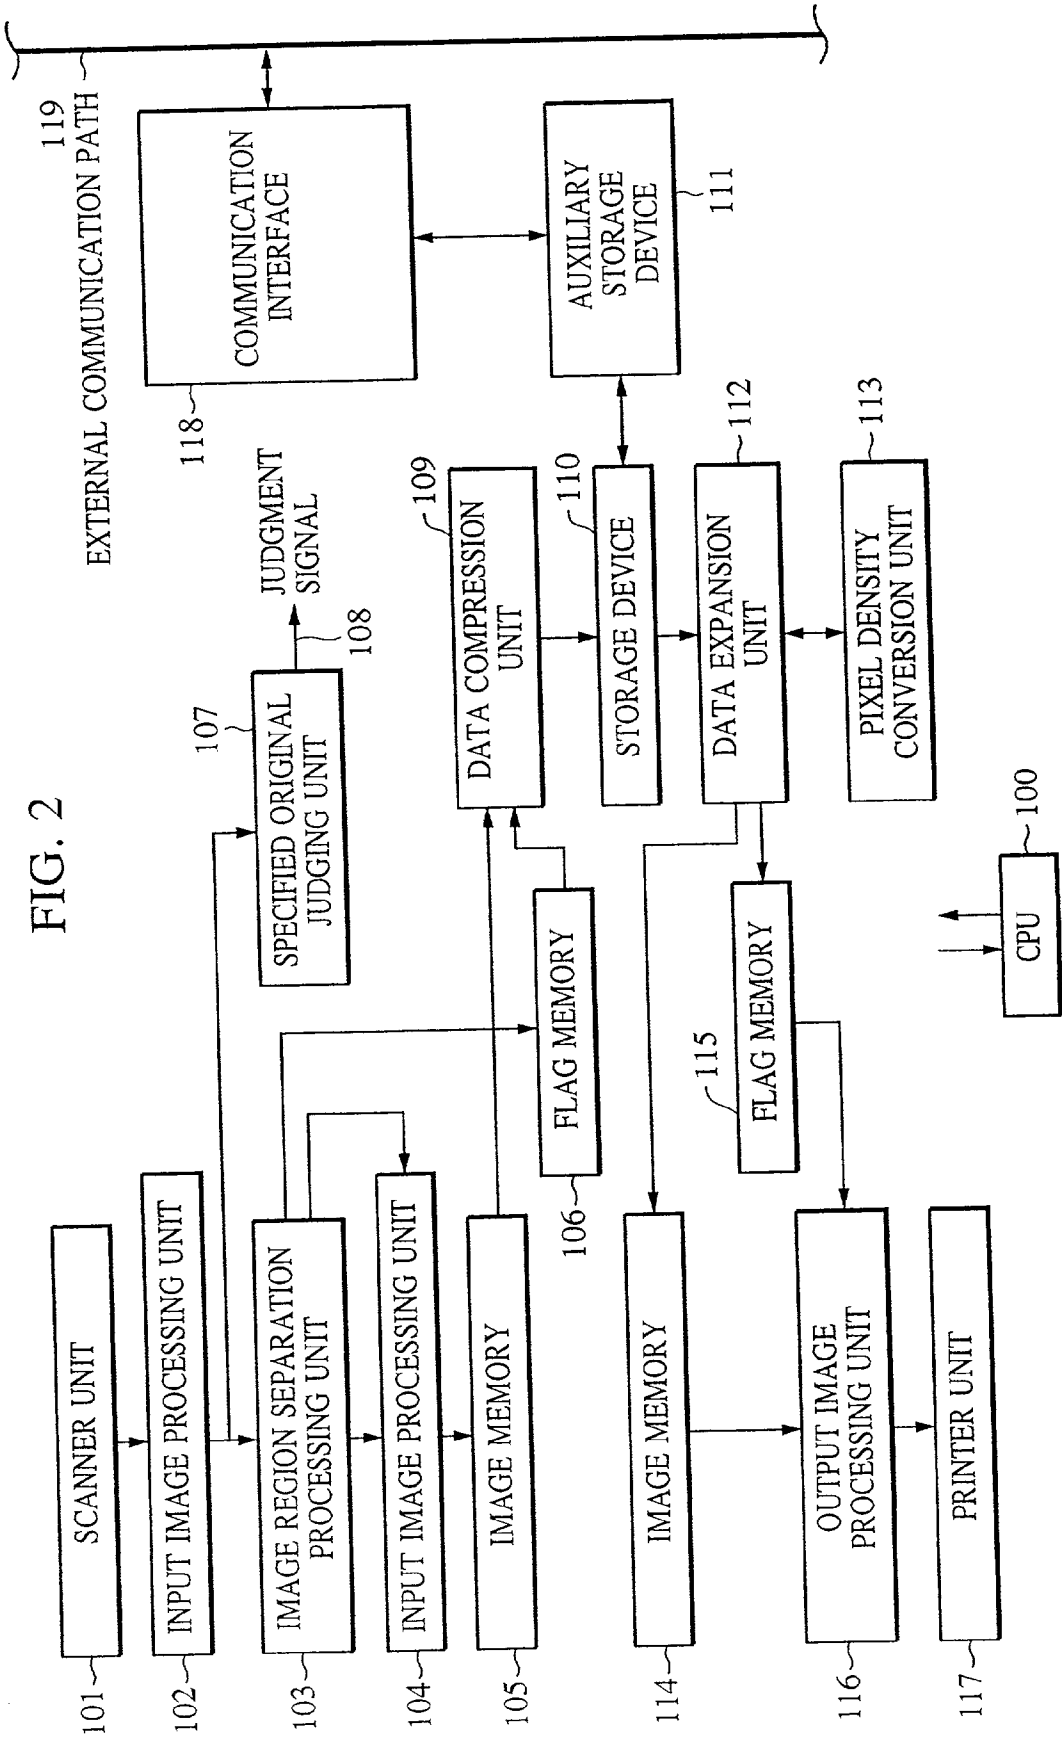 FIG. 2
101
SCANNER UNIT
102
INPUT IMAGE PROCESSING UNIT
103
IMAGE REGION SEPARATION
PROCESSING UNIT
104
INPUT IMAGE PROCESSING UNIT
105
IMAGE MEMORY
106
FLAG MEMORY
107
SPECIFIED ORIGINAL
JUDGING UNIT
108
JUDGMENT
SIGNAL
109
DATA COMPRESSION
UNIT
110
STORAGE DEVICE
111
AUXILIARY
STORAGE
DEVICE
112
DATA EXPANSION
UNIT
113
PIXEL DENSITY
CONVERSION UNIT
114
IMAGE MEMORY
115
FLAG MEMORY
116
OUTPUT IMAGE
PROCESSING UNIT
117
PRINTER UNIT
118
COMMUNICATION
INTERFACE
119
EXTERNAL COMMUNICATION PATH
100
CPU